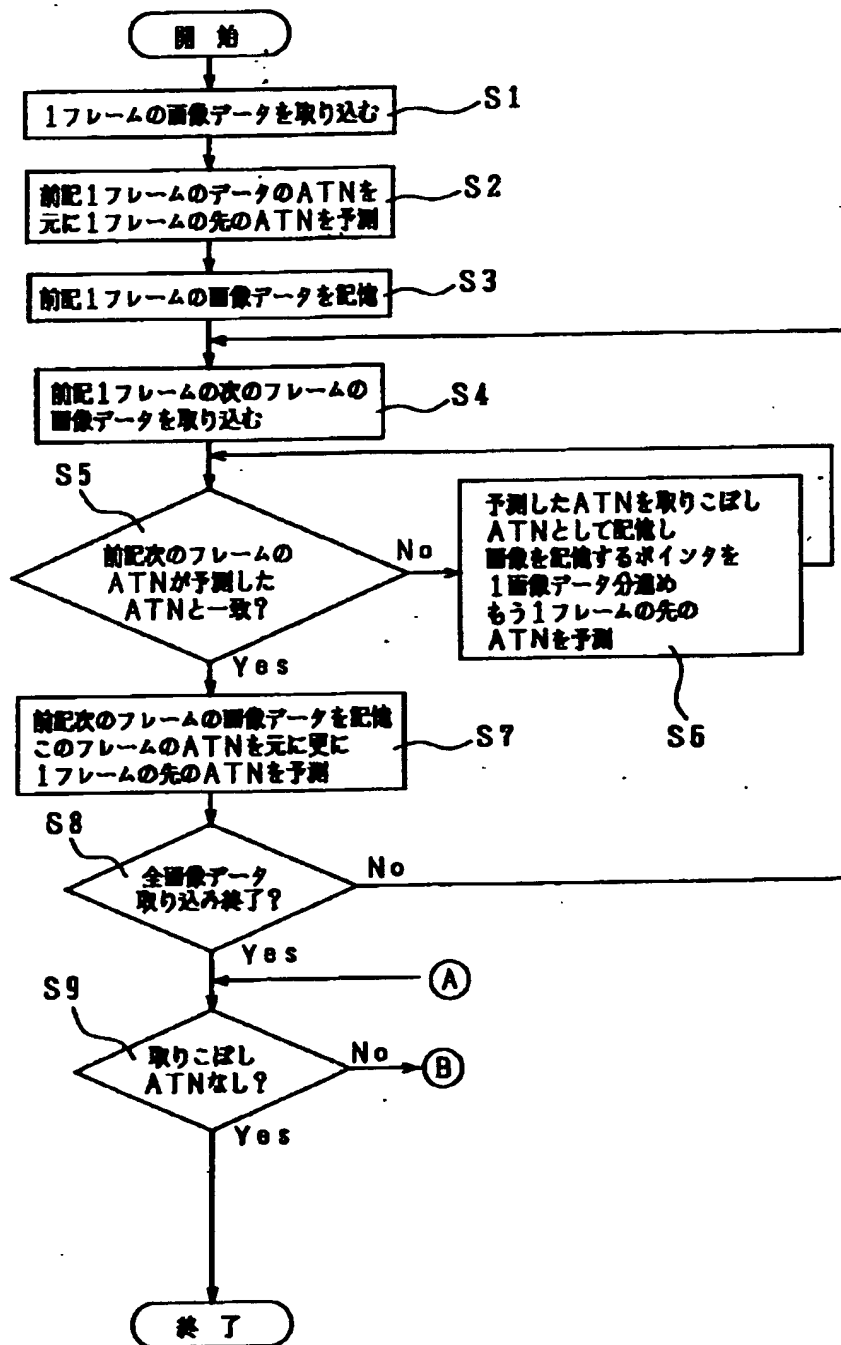 開始
1フレームの画像データを取り込む
S1
前記1フレームのデータのATNを
元に1フレームの先のATNを予測
S2
前記1フレームの画像データを記憶
S3
前記1フレームの次のフレームの
画像データを取り込む
S4
S5
前記次のフレームの
ATNが予測した
ATNと一致?
No
Yes
予測したATNを取りこぼし
ATNとして記憶し
画像を記憶するポインタを
1画像データ分進め
もう1フレームの先の
ATNを予測
S6
前記次のフレームの画像データを記憶
このフレームのATNを元に更に
1フレームの先のATNを予測
S7
S8
全画像データ
取り込み終了?
No
Yes
A
S9
取りこぼし
ATNなし?
No
B
Yes
終了